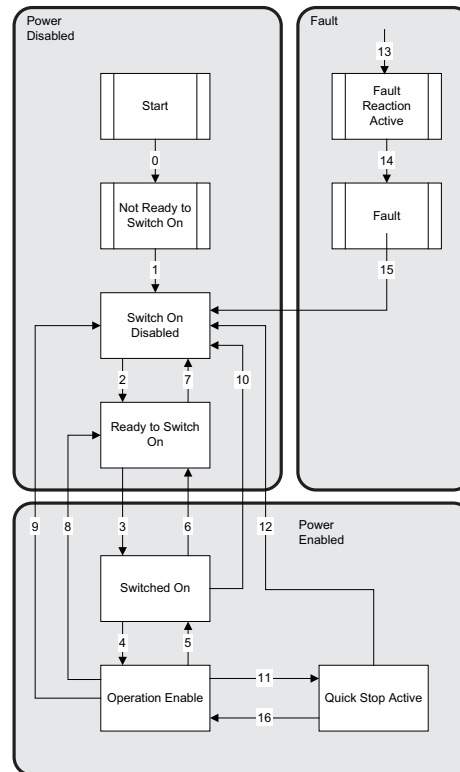 Power
Disabled
Fault
13
Start
Fault
Reaction
Active
0
14
Not Ready to
Switch On
Fault
1
15
Switch On
Disabled
2
7
10
Ready to Switch
On
9
8
3
6
12
Power
Enabled
Switched On
4
5
11
Operation Enable
Quick Stop Active
16